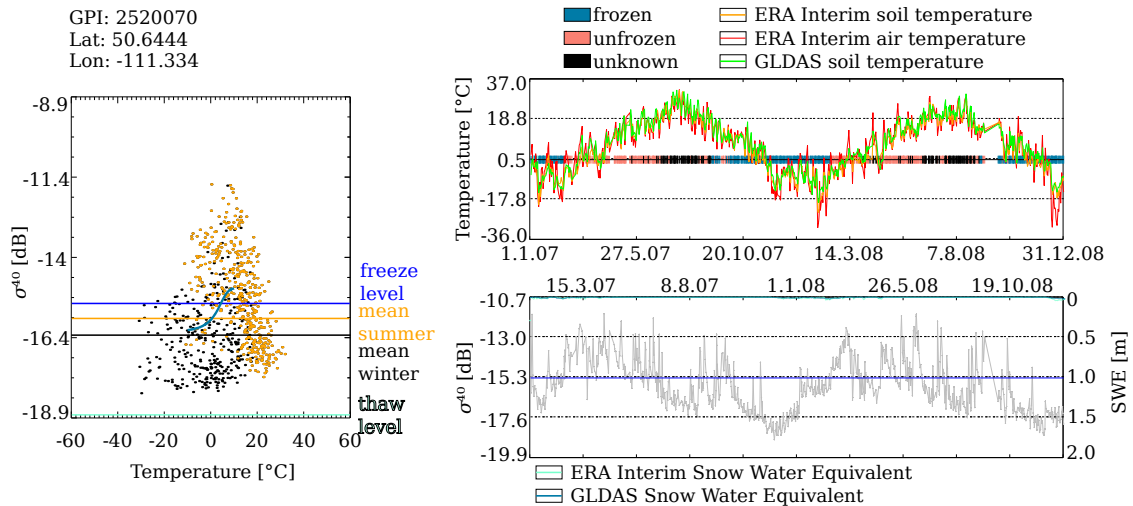 GPI: 2520070
Lat: 50.6444
Lon: -111.334
frozen
unfrozen
unknown
ERA Interim soil temperature
ERA Interim air temperature
GLDAS soil temperature
-8.9
-11.4
-14
-16.4
-18.9
σ⁴⁰ [dB]
-60 -40 -20 0 20 40 60
Temperature [°C]
freeze
level
mean
summer
mean
winter
thaw
level
37.0
18.8
0.5
-17.8
-36.0
Temperature [°C]
1.1.07 27.5.07 20.10.07 14.3.08 7.8.08 31.12.08
15.3.07 8.8.07 1.1.08 26.5.08 19.10.08
-10.7
-13.0
-15.3
-17.6
-19.9
σ⁴⁰ [dB]
0
0.5
1.0
1.5
2.0
SWE [m]
ERA Interim Snow Water Equivalent
GLDAS Snow Water Equivalent